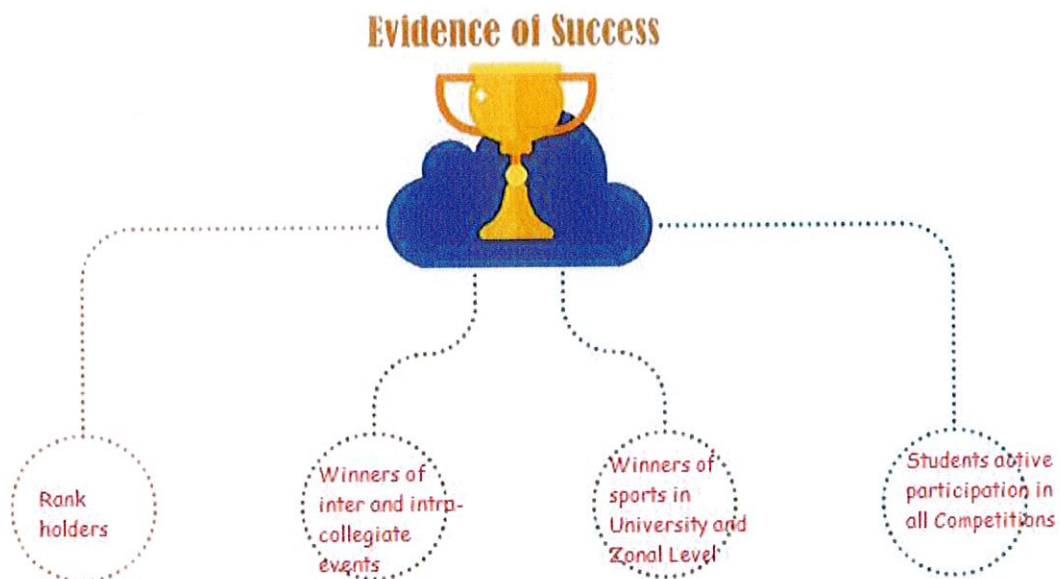 Evidence of Success
Rank
holders
Winners of
inter and intra-
collegiate
events
Winners of
sports in
University and
Zonal Level
Students active
participation in
all Competitions